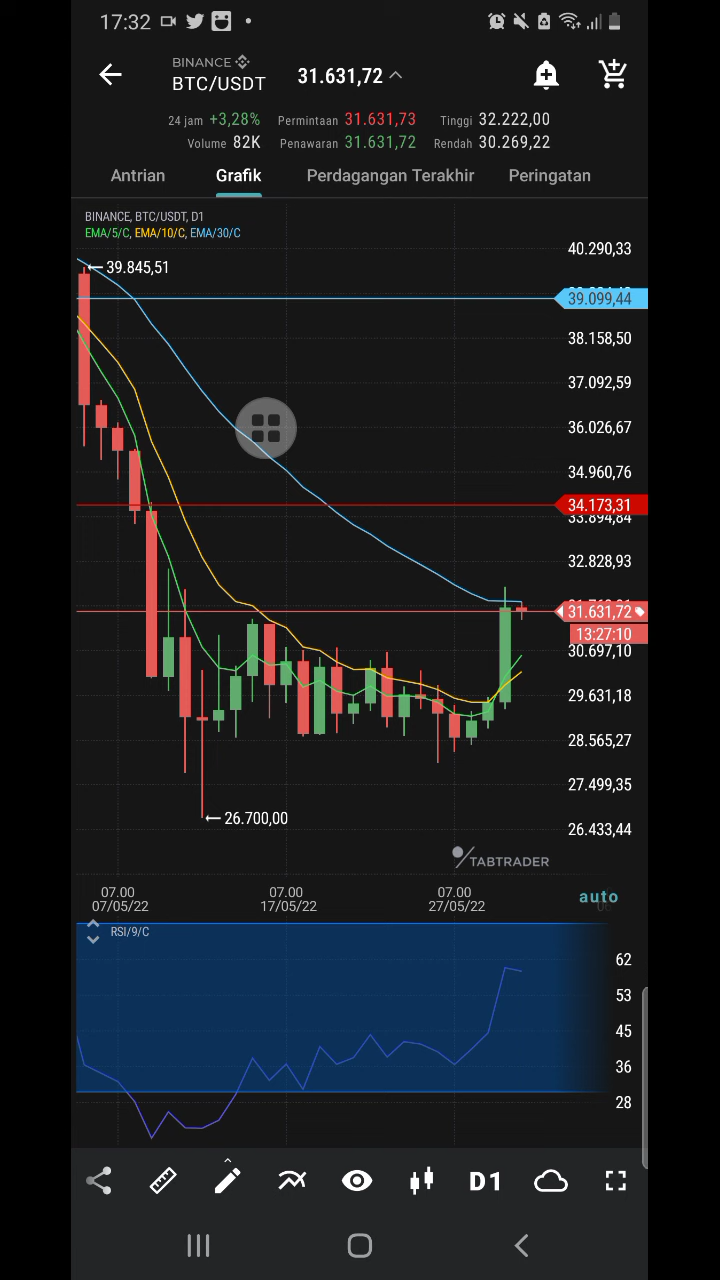 17:32
BINANCE
BTC/USDT
31.631,72
24 jam +3,28% Permintaan 31.631,73 Tinggi 32.222,00
Volume 82K Penawaran 31.631,72 Rendah 30.269,22
Antrian Grafik Perdagangan Terakhir Peringatan
BINANCE, BTC/USDT, D1
EMA/5/C, EMA/10/C, EMA/30/C
40.290,33
39.845,51
39.099,44
38.158,50
37.092,59
36.026,67
34.960,76
34.173,31
33.894,84
32.828,93
31.631,72
13:27:10
30.697,10
29.631,18
28.565,27
27.499,35
26.700,00
26.433,44
TABTRADER
07.00 07.00 07.00
07/05/22 17/05/22 27/05/22
auto
RSI/9/C
62
53
45
36
28
D1